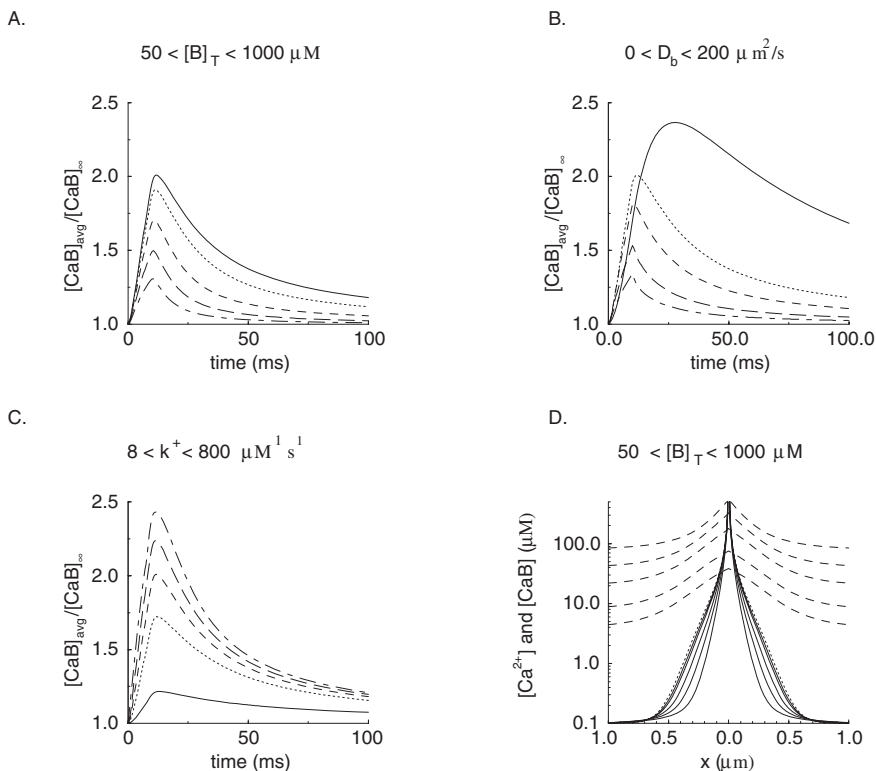 A.
50 < [B]T < 1000 μM
[CaB]avg/[CaB]∞
2.5
2.0
1.5
1.0
0
50
100
time (ms)
B.
0 < Db < 200 μ m²/s
[CaB]avg/[CaB]∞
2.5
2.0
1.5
1.0
0.0
50.0
100.0
time (ms)
C.
8 < k⁺ < 800 μM¹ s¹
[CaB]avg/[CaB]∞
2.5
2.0
1.5
1.0
0
50
100
time (ms)
D.
50 < [B]T < 1000 μM
[Ca²⁺] and [CaB] (μM)
100.0
10.0
1.0
0.1
1.0
0.5
0.0
0.5
1.0
x (μm)